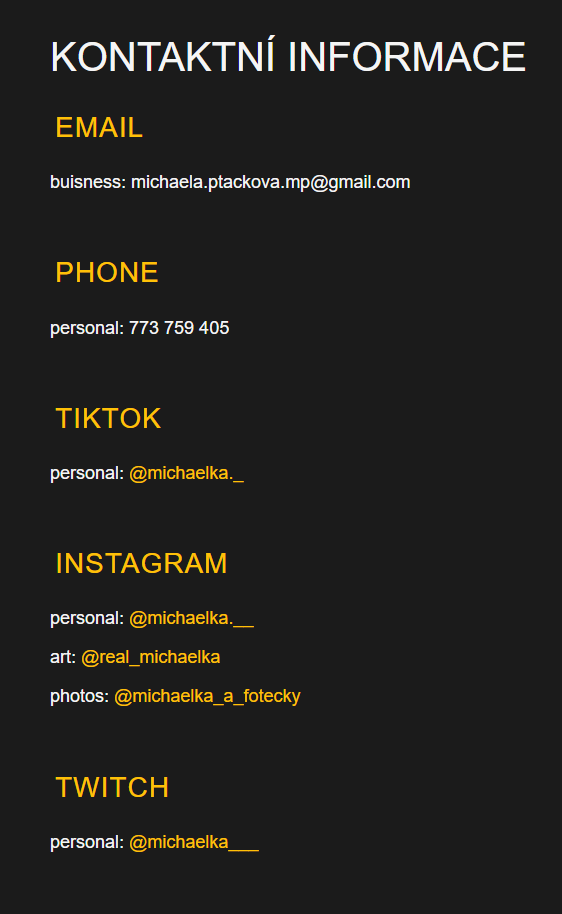 KONTAKTNÍ INFORMACE
EMAIL
buisness: michaela.ptackova.mp@gmail.com
PHONE
personal: 773 759 405
TIKTOK
personal: @michaelka._
INSTAGRAM
personal: @michaelka.__
art: @real_michaelka
photos: @michaelka_a_fotecky
TWITCH
personal: @michaelka___